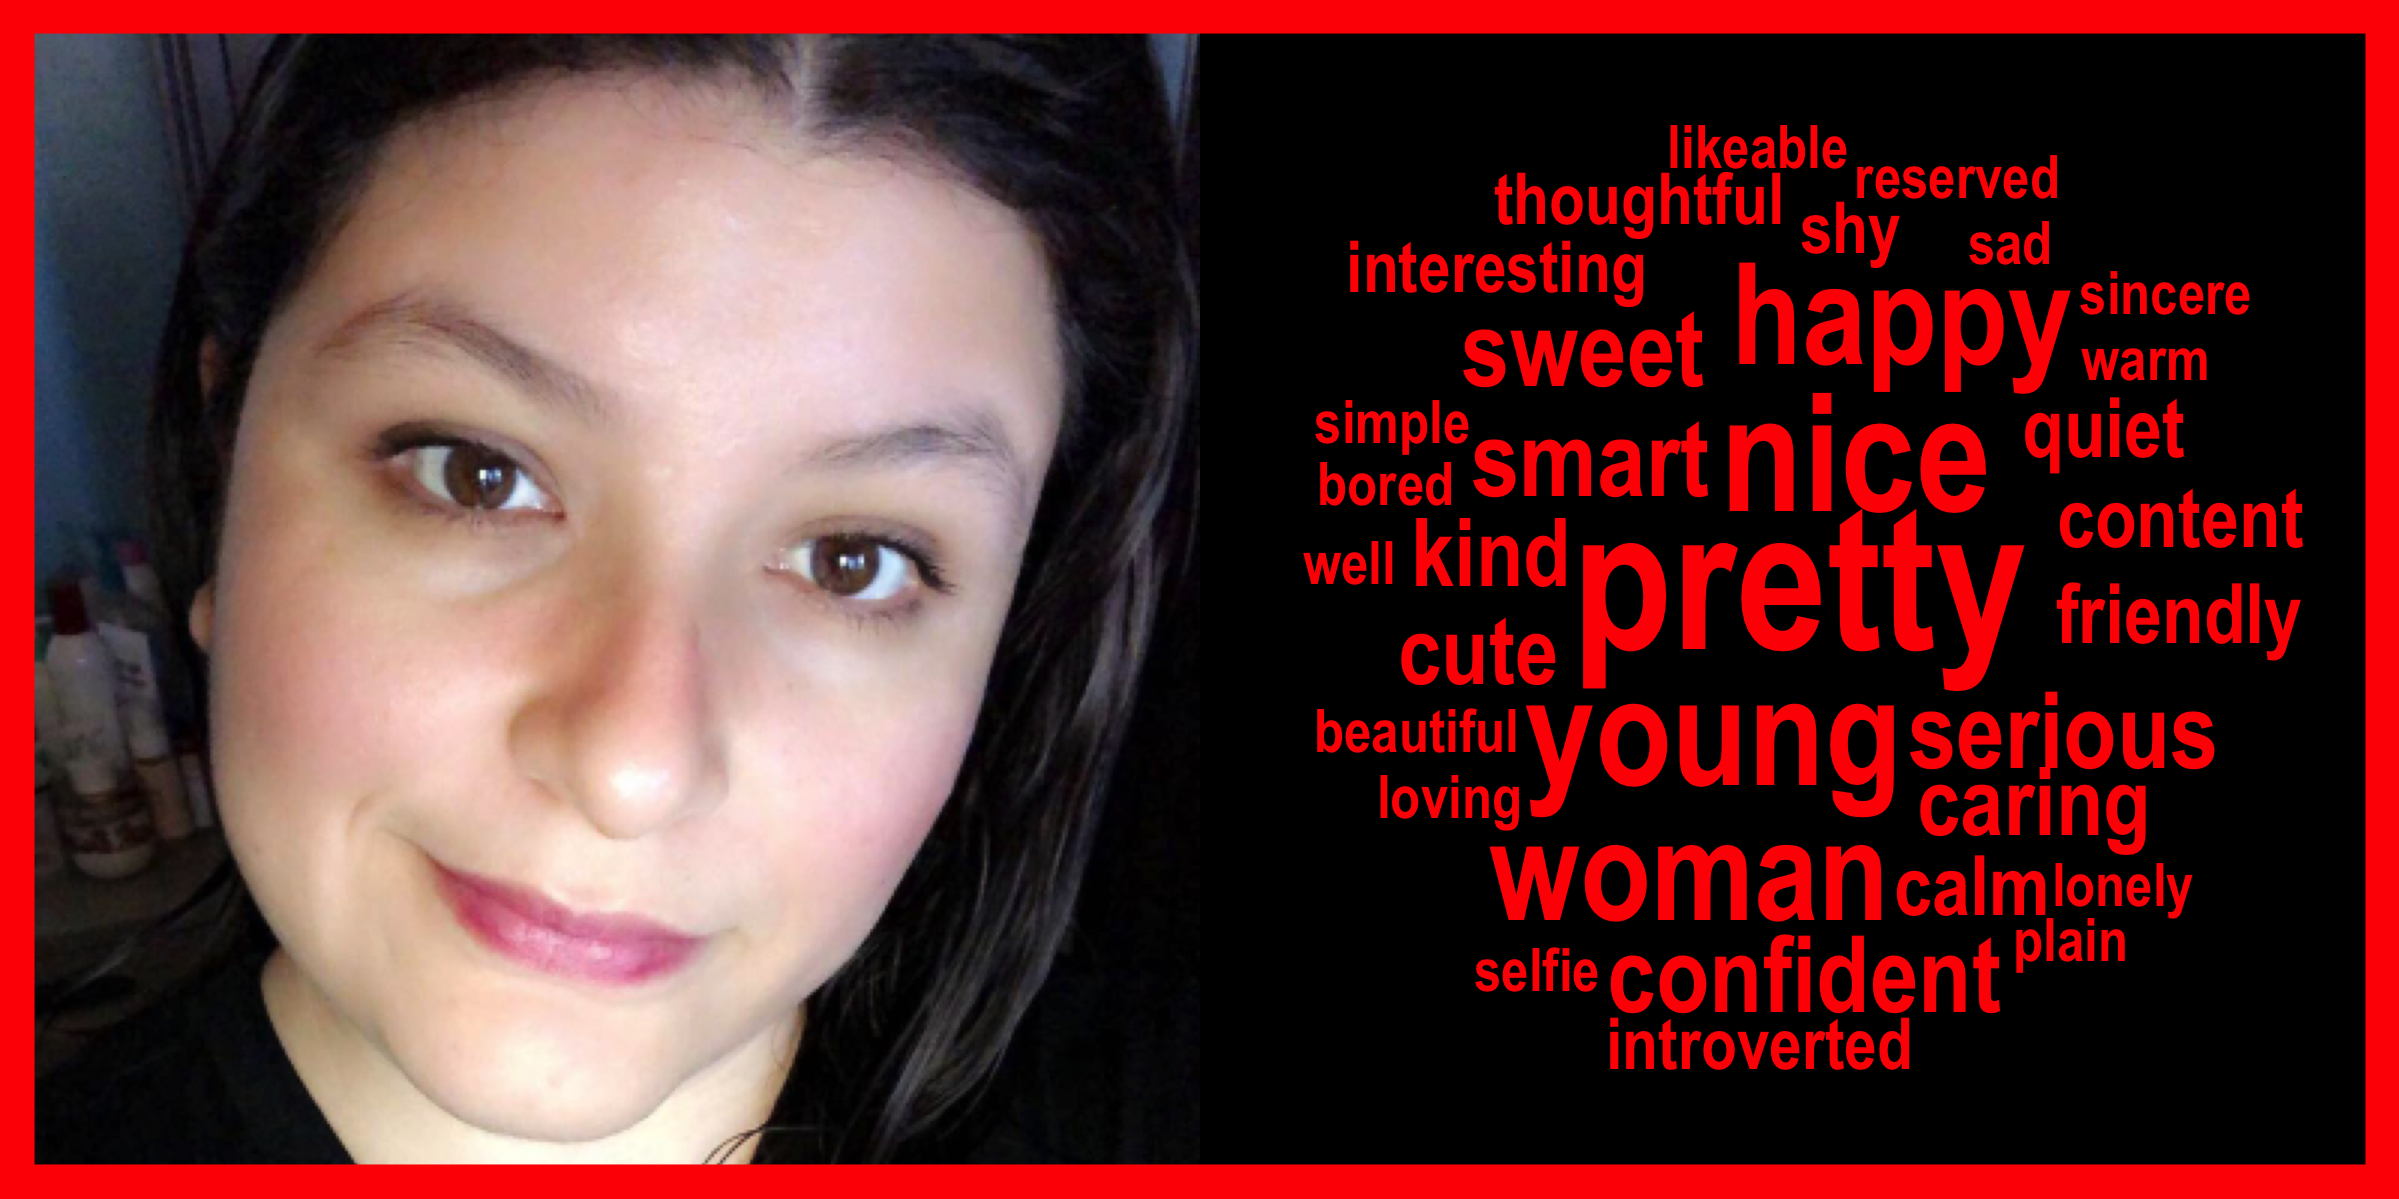 likeable
reserved
thoughtful
shy
sad
interesting
happy
sincere
sweet
warm
simple
smart
nice
quiet
bored
content
well
kind
pretty
friendly
cute
beautiful
young
serious
loving
caring
woman
calm
lonely
selfie
confident
plain
introverted